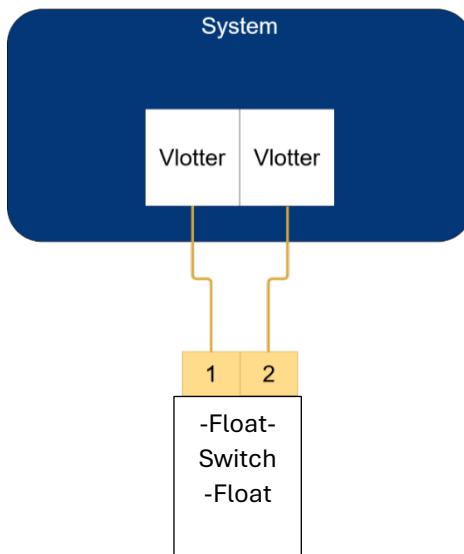 System
Vlotter Vlotter
1 2
-Float-
Switch
-Float